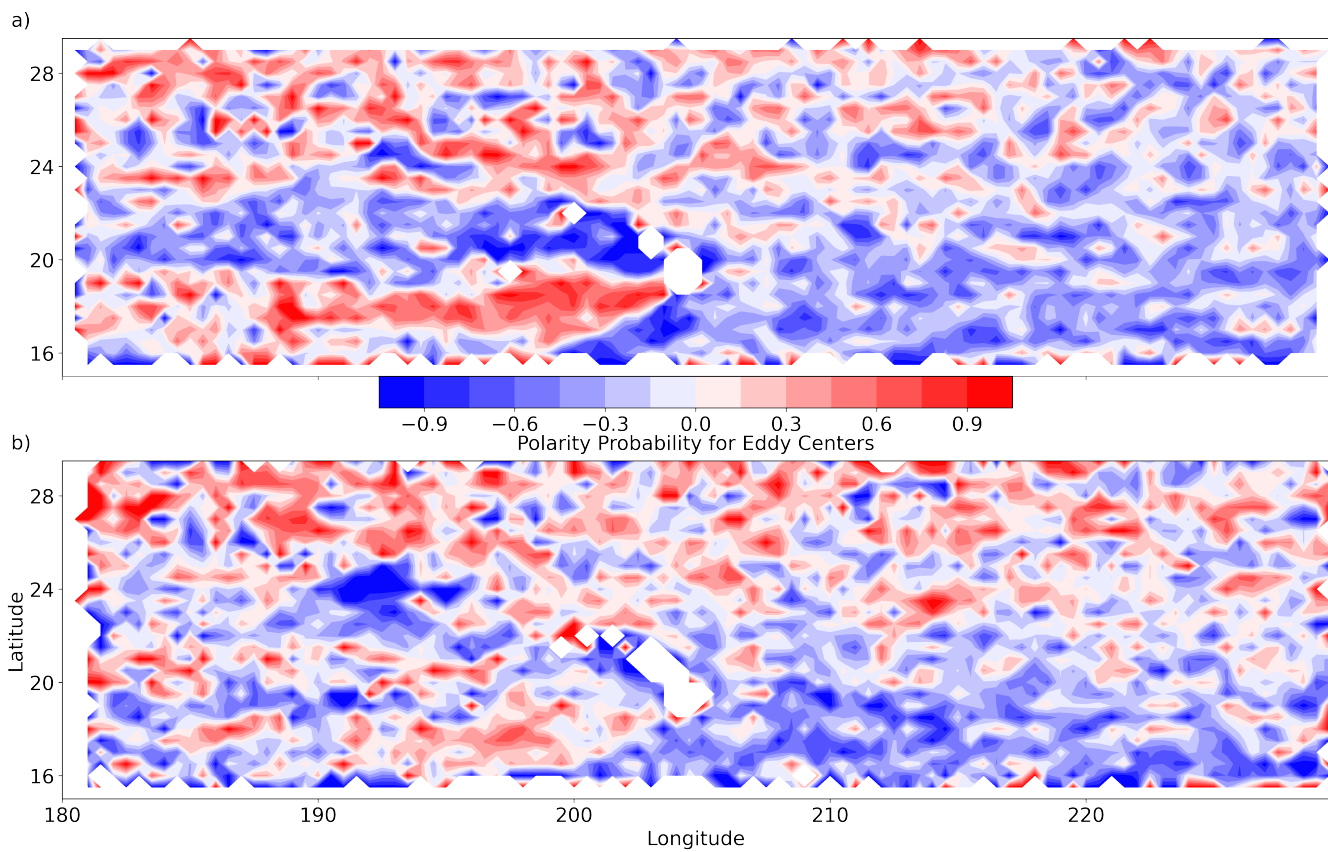 a)
28
24
20
16
−0.9 −0.6 −0.3 0.0 0.3 0.6 0.9
Polarity Probability for Eddy Centers
b)
28
24
20
16
Latitude
180 190 200 210 220
Longitude